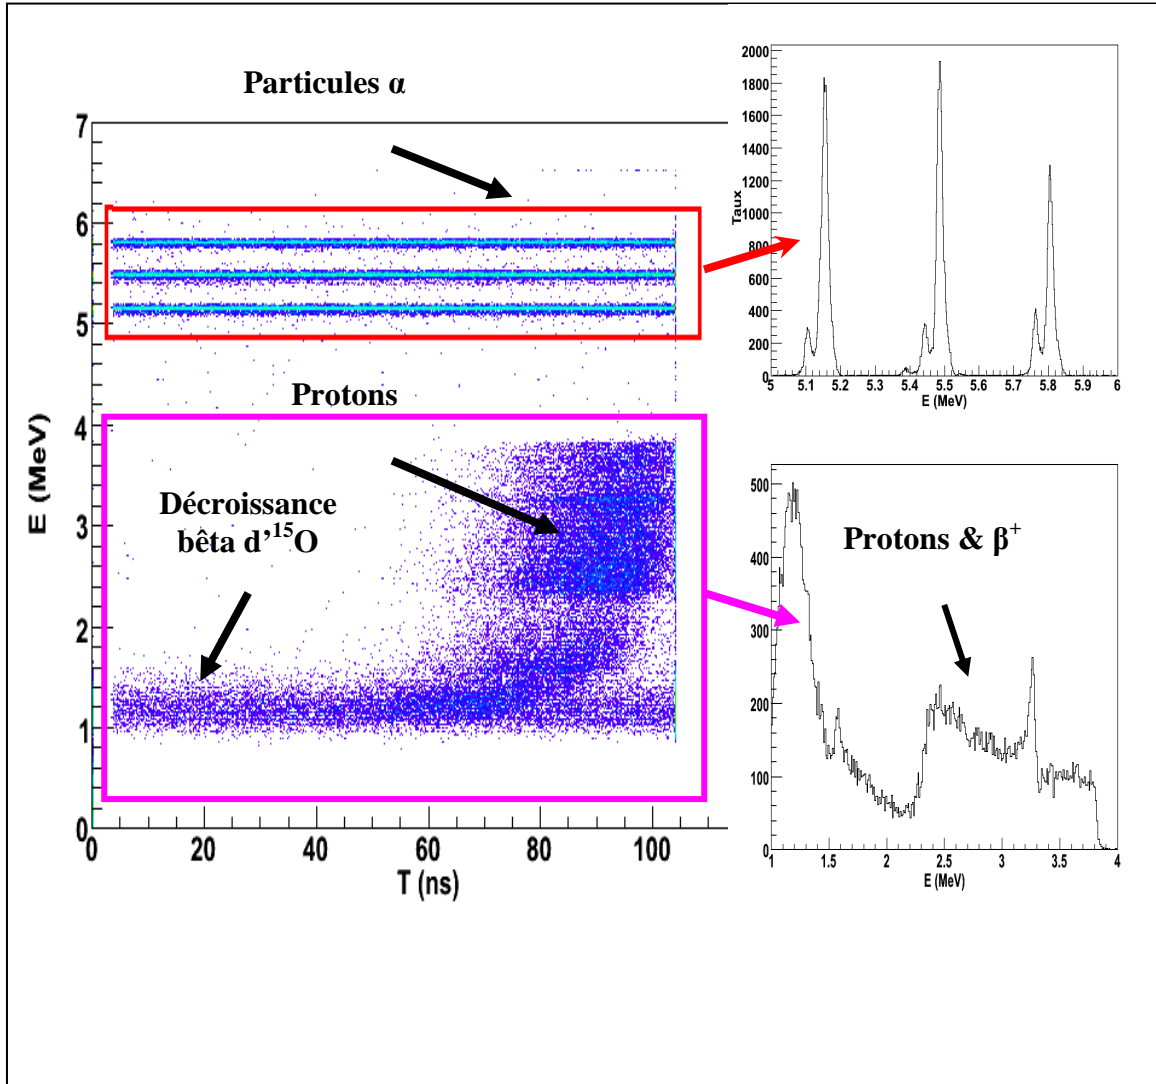 Particules α
7
6
5
4
3
2
1
0
E (MeV)
0 20 40 60 80 100
T (ns)
Protons
Décroissance
bêta d'¹⁵O
2000
1800
1600
1400
1200
1000
800
600
400
200
0
Taux
5 5.1 5.2 5.3 5.4 5.5 5.6 5.7 5.8 5.9 6
E (MeV)
500
400
300
200
100
0
Protons & β⁺
1 1.5 2 2.5 3 3.5 4
E (MeV)